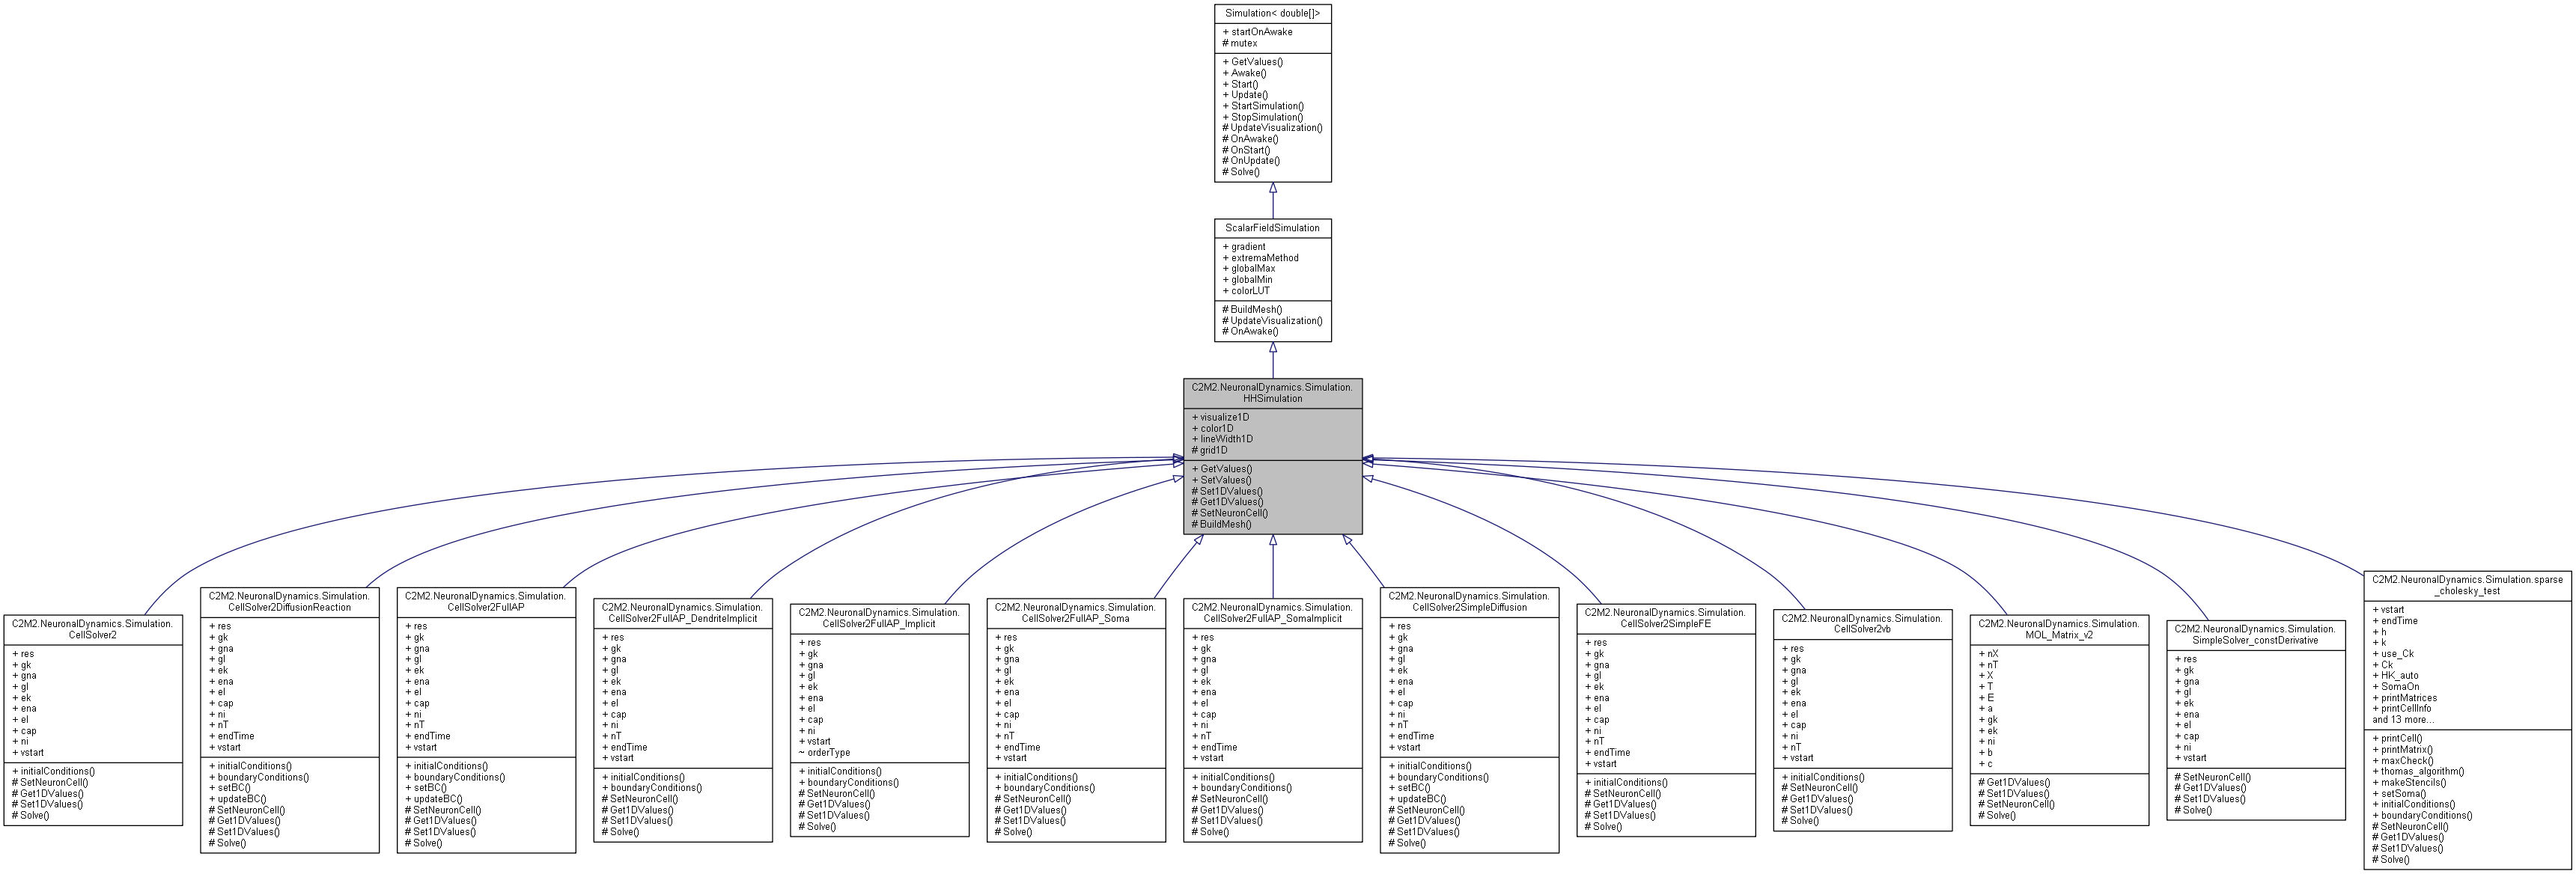 Simulation< double[]>
+ startOnAwake
# mutex
+ GetValues()
+ Awake()
+ Start()
+ Update()
+ StartSimulation()
+ StopSimulation()
# UpdateVisualization()
# OnAwake()
# OnStart()
# OnUpdate()
# Solve()
ScalarFieldSimulation
+ gradient
+ extremaMethod
+ globalMax
+ globalMin
+ colorLUT
# BuildMesh()
# UpdateVisualization()
# OnAwake()
C2M2.NeuronalDynamics.Simulation.
HHSimulation
+ visualize1D
+ color1D
+ lineWidth1D
# grid1D
+ GetValues()
+ SetValues()
# Set1DValues()
# Get1DValues()
# SetNeuronCell()
# BuildMesh()
C2M2.NeuronalDynamics.Simulation.
CellSolver2
+ res
+ gk
+ gna
+ gl
+ ek
+ ena
+ el
+ cap
+ ni
+ vstart
+ initialConditions()
# SetNeuronCell()
# Get1DValues()
# Set1DValues()
# Solve()
C2M2.NeuronalDynamics.Simulation.
CellSolver2DiffusionReaction
+ res
+ gk
+ gna
+ gl
+ ek
+ ena
+ el
+ cap
+ ni
+ nT
+ endTime
+ vstart
+ initialConditions()
+ boundaryConditions()
+ setBC()
+ updateBC()
# SetNeuronCell()
# Get1DValues()
# Set1DValues()
# Solve()
C2M2.NeuronalDynamics.Simulation.
CellSolver2FullAP
+ res
+ gk
+ gna
+ gl
+ ek
+ ena
+ el
+ cap
+ ni
+ nT
+ endTime
+ vstart
+ initialConditions()
+ boundaryConditions()
+ setBC()
+ updateBC()
# SetNeuronCell()
# Get1DValues()
# Set1DValues()
# Solve()
C2M2.NeuronalDynamics.Simulation.
CellSolver2FullAP_DendriteImplicit
+ res
+ gk
+ gna
+ gl
+ ek
+ ena
+ el
+ cap
+ ni
+ nT
+ endTime
+ vstart
+ initialConditions()
+ boundaryConditions()
# SetNeuronCell()
# Get1DValues()
# Set1DValues()
# Solve()
C2M2.NeuronalDynamics.Simulation.
CellSolver2FullAP_Implicit
+ res
+ gk
+ gna
+ gl
+ ek
+ ena
+ el
+ cap
+ ni
+ vstart
~ orderType
+ initialConditions()
+ boundaryConditions()
# SetNeuronCell()
# Get1DValues()
# Set1DValues()
# Solve()
C2M2.NeuronalDynamics.Simulation.
CellSolver2FullAP_Soma
+ res
+ gk
+ gna
+ gl
+ ek
+ ena
+ el
+ cap
+ ni
+ nT
+ endTime
+ vstart
+ initialConditions()
+ boundaryConditions()
# SetNeuronCell()
# Get1DValues()
# Set1DValues()
# Solve()
C2M2.NeuronalDynamics.Simulation.
CellSolver2FullAP_SomaImplicit
+ res
+ gk
+ gna
+ gl
+ ek
+ ena
+ el
+ cap
+ ni
+ nT
+ endTime
+ vstart
+ initialConditions()
+ boundaryConditions()
# SetNeuronCell()
# Get1DValues()
# Set1DValues()
# Solve()
C2M2.NeuronalDynamics.Simulation.
CellSolver2SimpleDiffusion
+ res
+ gk
+ gna
+ gl
+ ek
+ ena
+ el
+ cap
+ ni
+ nT
+ endTime
+ vstart
+ initialConditions()
+ boundaryConditions()
+ setBC()
+ updateBC()
# SetNeuronCell()
# Get1DValues()
# Set1DValues()
# Solve()
C2M2.NeuronalDynamics.Simulation.
CellSolver2SimpleFE
+ res
+ gk
+ gna
+ gl
+ ek
+ ena
+ el
+ cap
+ ni
+ nT
+ endTime
+ vstart
+ initialConditions()
# SetNeuronCell()
# Get1DValues()
# Set1DValues()
# Solve()
C2M2.NeuronalDynamics.Simulation.
CellSolver2vb
+ res
+ gk
+ gna
+ gl
+ ek
+ ena
+ el
+ cap
+ ni
+ nT
+ vstart
+ initialConditions()
# SetNeuronCell()
# Get1DValues()
# Set1DValues()
# Solve()
C2M2.NeuronalDynamics.Simulation.
MOL_Matrix_v2
+ nX
+ nT
+ X
+ T
+ E
+ a
+ gk
+ ek
+ ni
+ b
+ c
# Get1DValues()
# Set1DValues()
# SetNeuronCell()
# Solve()
C2M2.NeuronalDynamics.Simulation.
SimpleSolver_constDerivative
+ res
+ gk
+ gna
+ gl
+ ek
+ ena
+ el
+ cap
+ ni
+ vstart
# SetNeuronCell()
# Get1DValues()
# Set1DValues()
# Solve()
C2M2.NeuronalDynamics.Simulation.sparse
_cholesky_test
+ vstart
+ endTime
+ h
+ k
+ use_Ck
+ Ck
+ HK_auto
+ SomaOn
+ printMatrices
+ printCellInfo
and 13 more...
+ printCell()
+ printMatrix()
+ maxCheck()
+ thomas_algorithm()
+ makeStencils()
+ setSoma()
+ initialConditions()
+ boundaryConditions()
# SetNeuronCell()
# Get1DValues()
# Set1DValues()
# Solve()